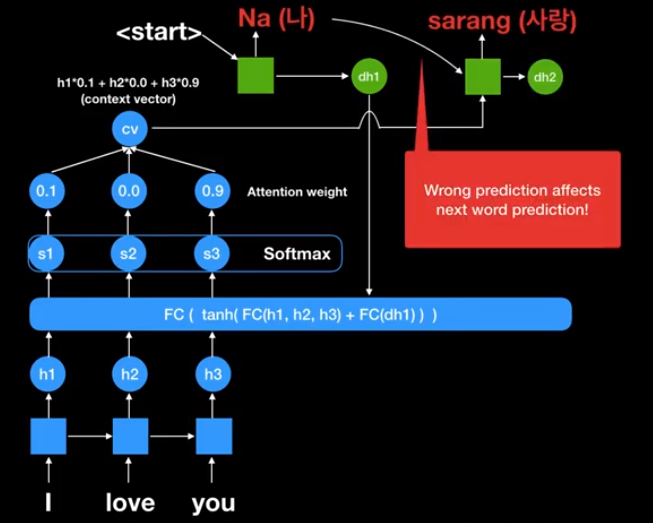 Na (나)
sarang (사랑)
<start>
h1*0.1 + h2*0.0 + h3*0.9
(context vector)
dh1
dh2
cv
0.1
0.0
0.9
Attention weight
Wrong prediction affects
next word prediction!
s1
s2
s3
Softmax
FC ( tanh( FC(h1, h2, h3) + FC(dh1) ) )
h1
h2
h3
I
love
you